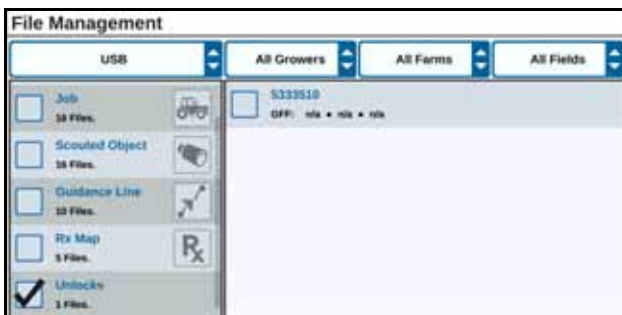 File Management
USB
All Growers
All Farms
All Fields
Job
16 Files.
Scouted Object
16 Files.
Guidance Line
10 Files.
Rx Map
5 Files.
Rx
Unlocks
1 Files.
5333510
GFF: n/a • n/a • n/a